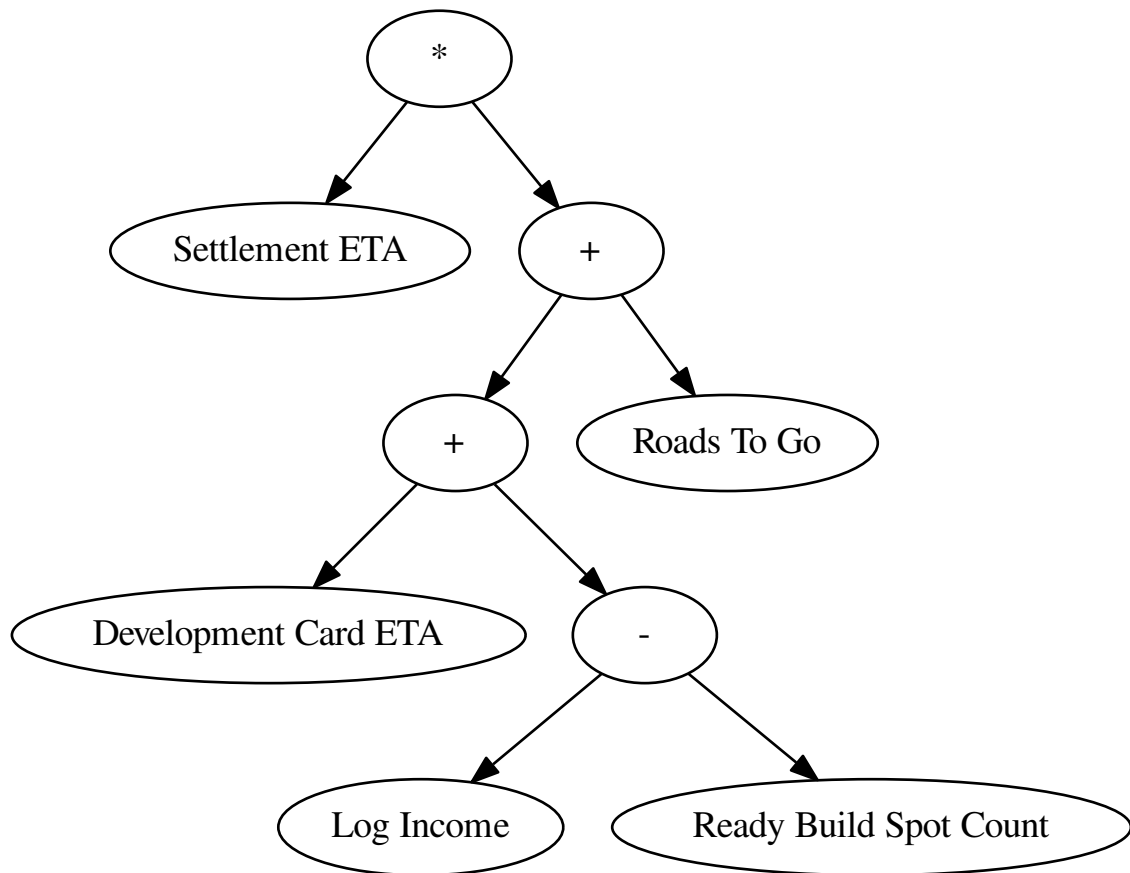 *
Settlement ETA
+
+
Roads To Go
Development Card ETA
-
Log Income
Ready Build Spot Count